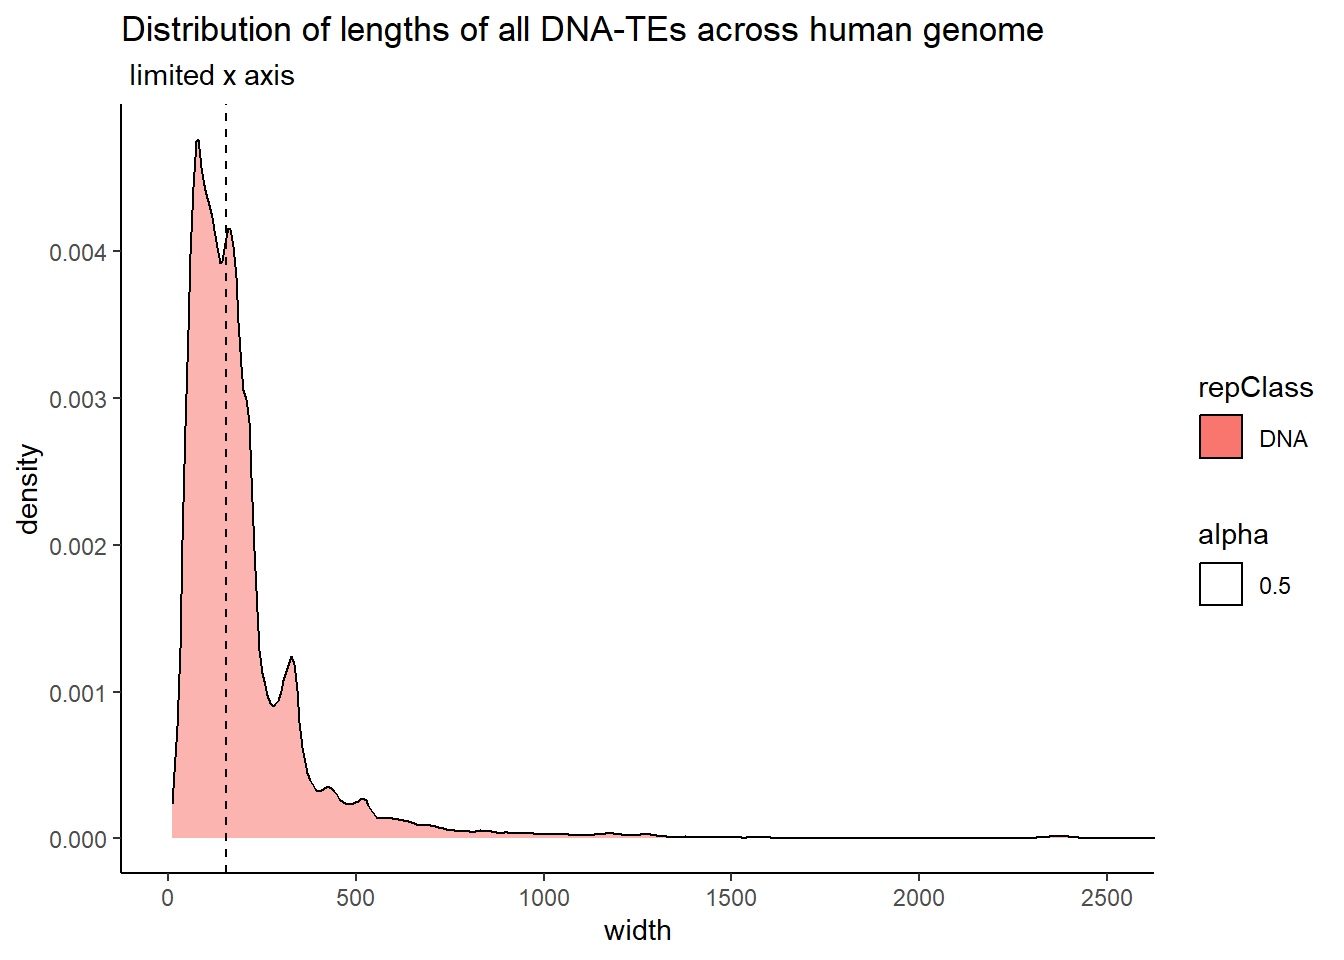 Distribution of lengths of all DNA-TEs across human genome
limited x axis
0.004
0.003
0.002
0.001
0.000
density
0 500 1000 1500 2000 2500
width
repClass
DNA
alpha
0.5